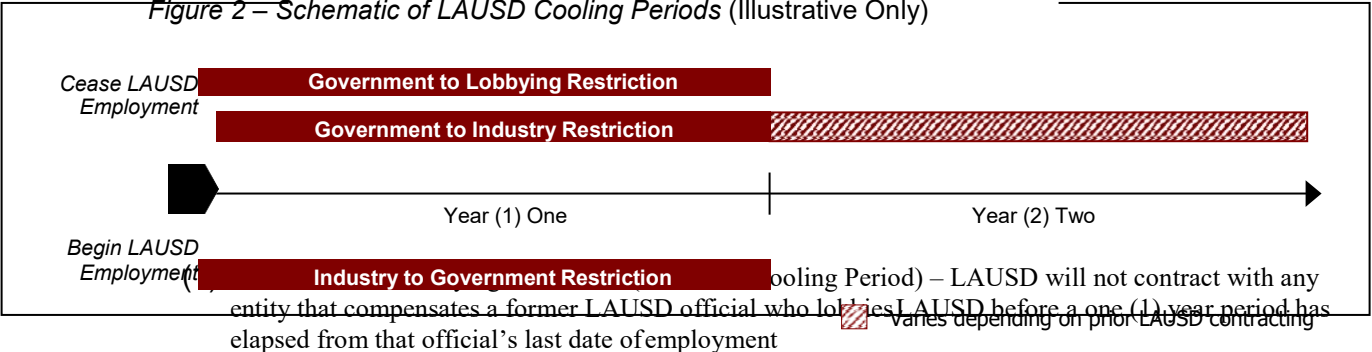 Figure 2 – Schematic of LAUSD Cooling Periods (Illustrative Only)
Cease LAUSD
Employment
Government to Lobbying Restriction
Government to Industry Restriction
Year (1) One
Year (2) Two
Begin LAUSD
Employment
Industry to Government Restriction
ooling Period) – LAUSD will not contract with any
entity that compensates a former LAUSD official who lobbies LAUSD before a one (1) year period has
Varies depending on prior LAUSD contracting
elapsed from that official's last date of employment